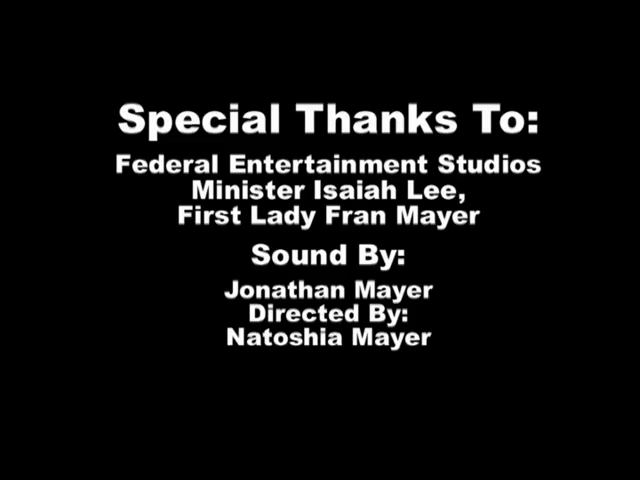 Special Thanks To:
Federal Entertainment Studios
Minister Isaiah Lee,
First Lady Fran Mayer
Sound By:
Jonathan Mayer
Directed By:
Natoshia Mayer